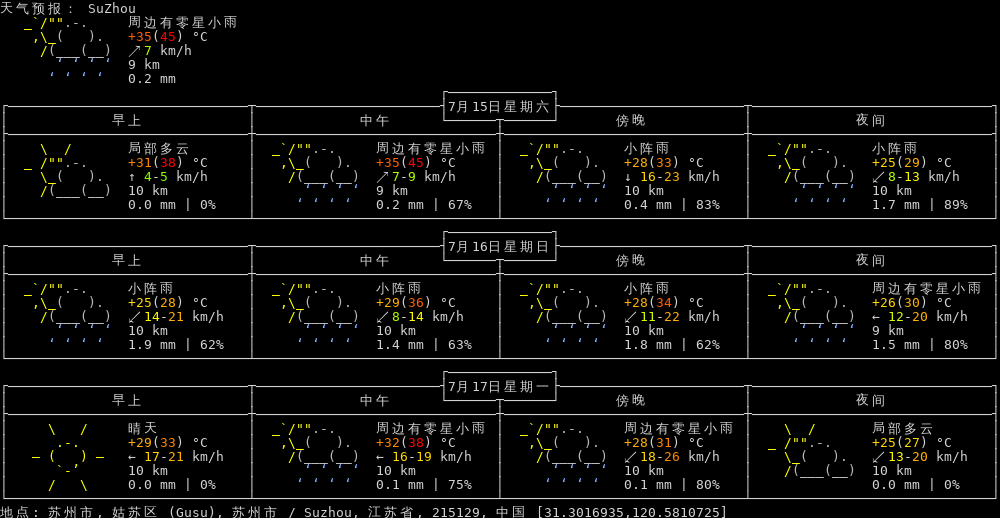 天气预报: SuZhou
周边有零星小雨
+35(45) °C
↗ 7 km/h
9 km
0.2 mm
7月15日星期六
早上 中午 傍晚 夜间
局部多云 周边有零星小雨 小阵雨 小阵雨
+31(38) °C +35(45) °C +28(33) °C +25(29) °C
↑ 4-5 km/h ↗ 7-9 km/h ↓ 16-23 km/h ↙ 8-13 km/h
10 km 9 km 10 km 10 km
0.0 mm | 0% 0.2 mm | 67% 0.4 mm | 83% 1.7 mm | 89%
7月16日星期日
早上 中午 傍晚 夜间
小阵雨 小阵雨 小阵雨 周边有零星小雨
+25(28) °C +29(36) °C +28(34) °C +26(30) °C
↙ 14-21 km/h ↙ 8-14 km/h ↙ 11-22 km/h ← 12-20 km/h
10 km 10 km 10 km 9 km
1.9 mm | 62% 1.4 mm | 63% 1.8 mm | 62% 1.5 mm | 80%
7月17日星期一
早上 中午 傍晚 夜间
晴天 周边有零星小雨 周边有零星小雨 局部多云
+29(33) °C +32(38) °C +28(31) °C +25(27) °C
← 17-21 km/h ← 16-19 km/h ↙ 18-26 km/h ↙ 13-20 km/h
10 km 10 km 10 km 10 km
0.0 mm | 0% 0.1 mm | 75% 0.1 mm | 80% 0.0 mm | 0%
地点: 苏州市, 姑苏区 (Gusu), 苏州市 / Suzhou, 江苏省, 215129, 中国 [31.3016935,120.5810725]